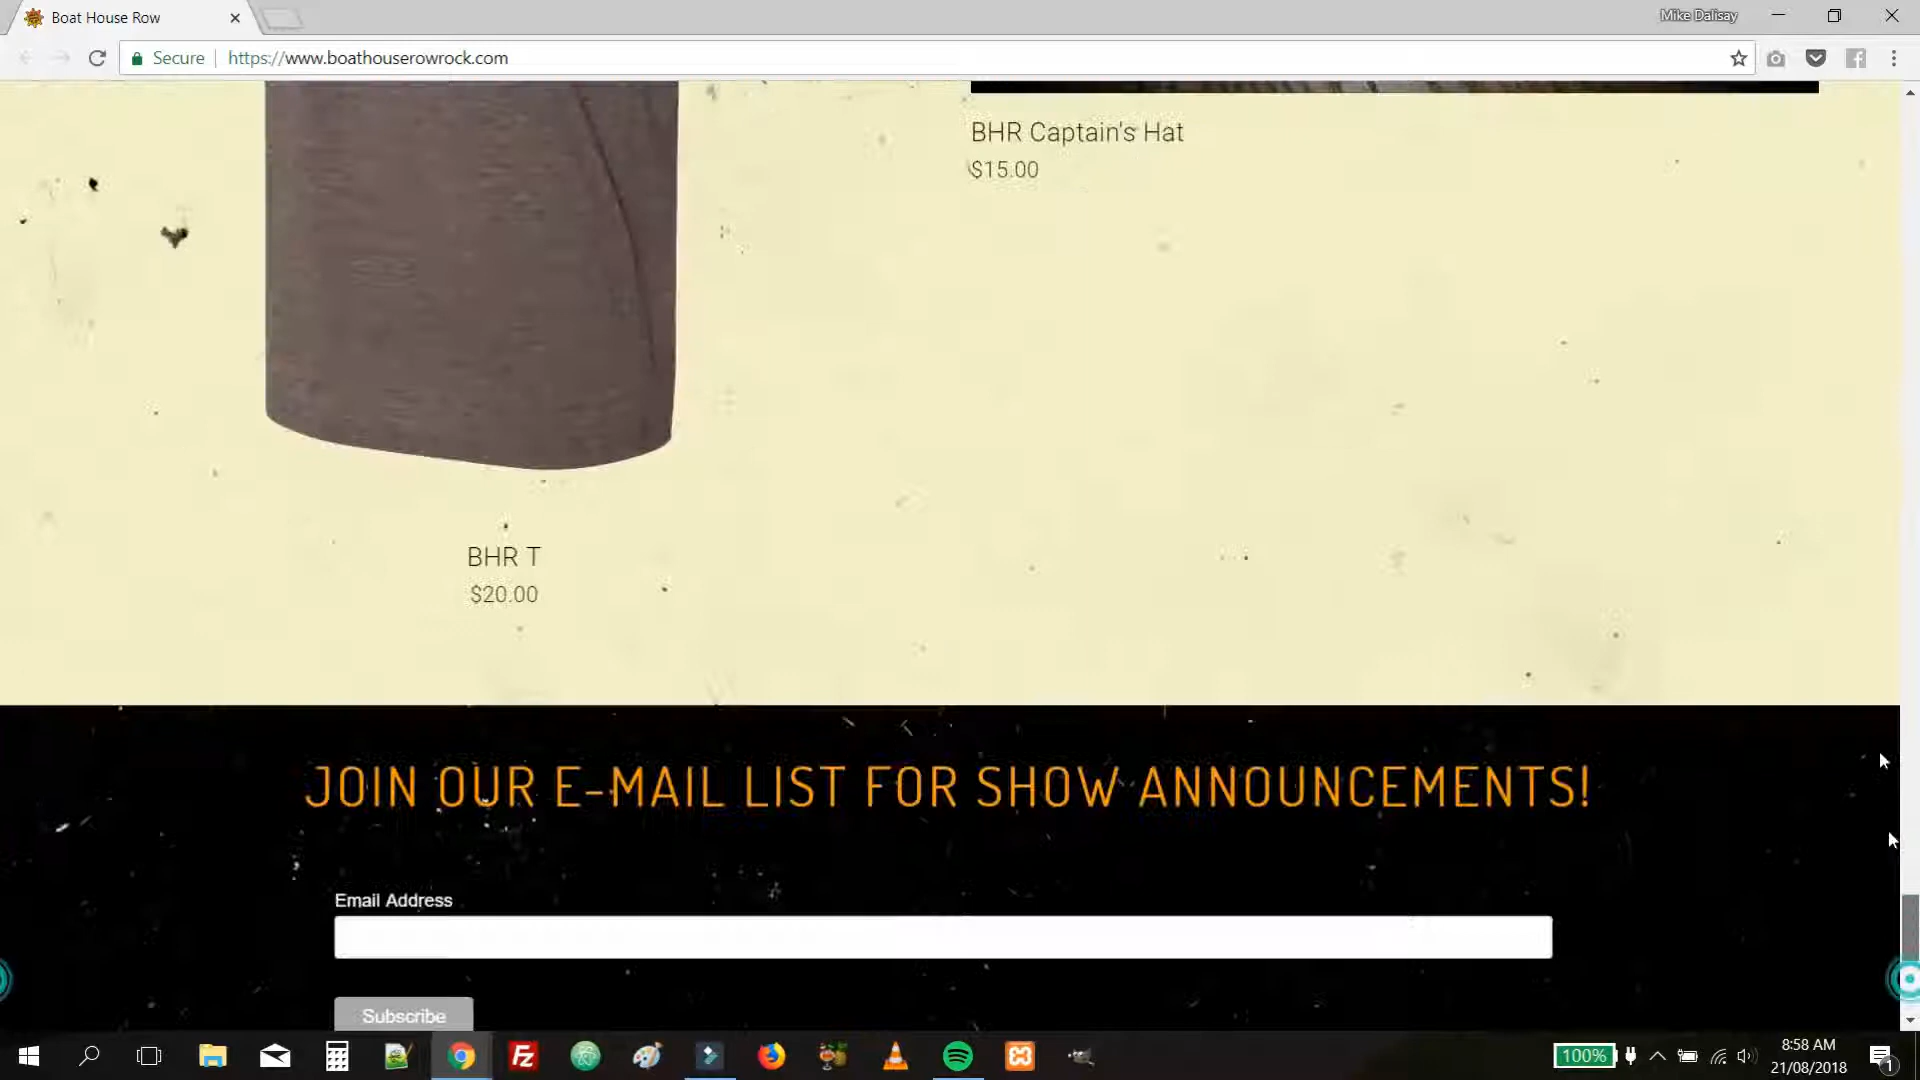 Boat House Row
Mike Dalisay
Secure
https://www.boathouserowrock.com
BHR Captain's Hat
$15.00
BHR T
$20.00
JOIN OUR E-MAIL LIST FOR SHOW ANNOUNCEMENTS!
Email Address
Subscribe
100%
8:58 AM
21/08/2018
1